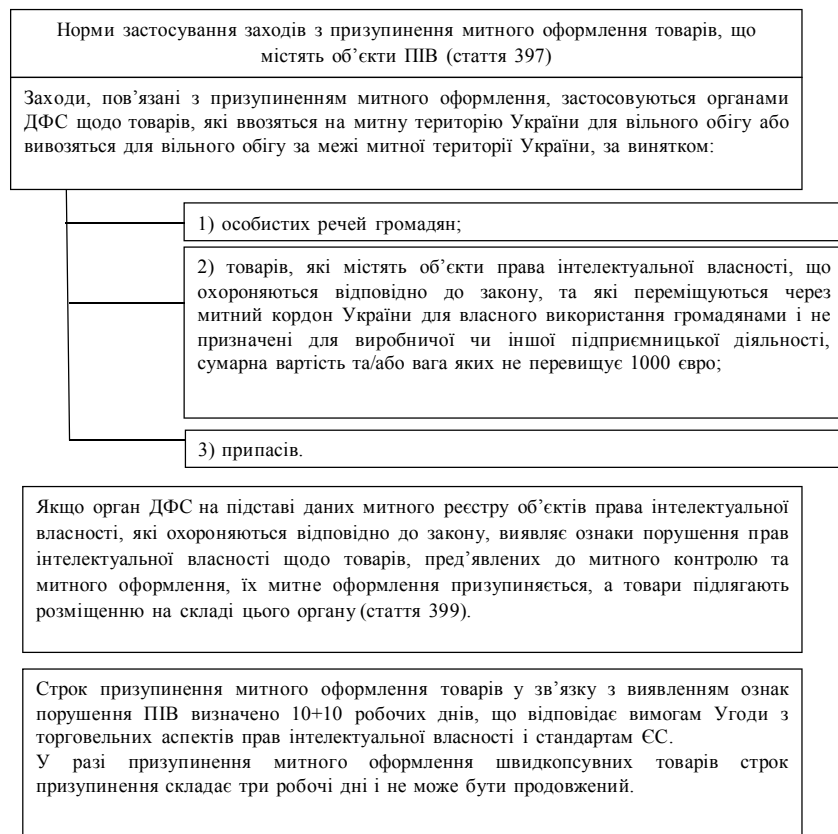 Норми застосування заходів з призупинення митного оформлення товарів, що
містять об’єкти ПІВ (стаття 397)
Заходи, пов’язані з призупиненням митного оформлення, застосовуються органами
ДФС щодо товарів, які ввозяться на митну територію України для вільного обігу або
вивозяться для вільного обігу за межі митної території України, за винятком:
1) особистих речей громадян;
2) товарів, які містять об’єкти права інтелектуальної власності, що
охороняються відповідно до закону, та які переміщуються через
митний кордон України для власного використання громадянами і не
призначені для виробничої чи іншої підприємницької діяльності,
сумарна вартість та/або вага яких не перевищує 1000 євро;
3) припасів.
Якщо орган ДФС на підставі даних митного реєстру об’єктів права інтелектуальної
власності, які охороняються відповідно до закону, виявляє ознаки порушення прав
інтелектуальної власності щодо товарів, пред’явлених до митного контролю та
митного оформлення, їх митне оформлення призупиняється, а товари підлягають
розміщенню на складі цього органу (стаття 399).
Строк призупинення митного оформлення товарів у зв’язку з виявленням ознак
порушення ПІВ визначено 10+10 робочих днів, що відповідає вимогам Угоди з
торговельних аспектів прав інтелектуальної власності і стандартам ЄС.
У разі призупинення митного оформлення швидкопсувних товарів строк
призупинення складає три робочі дні і не може бути продовжений.